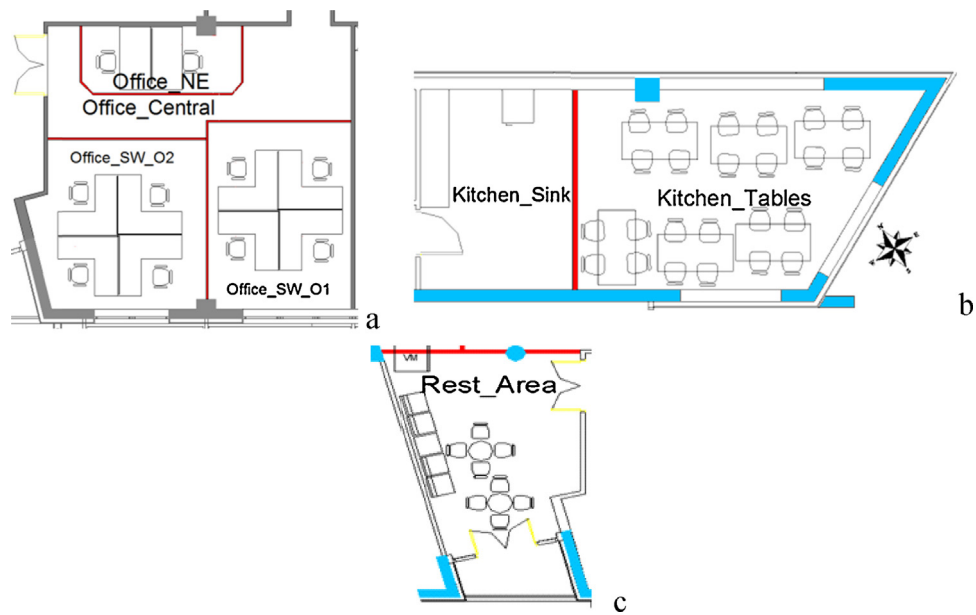 Office_NE
Office_Central
Office_SW_O2
Office_SW_O1
a
Kitchen_Sink
Kitchen_Tables
b
VM
Rest_Area
c